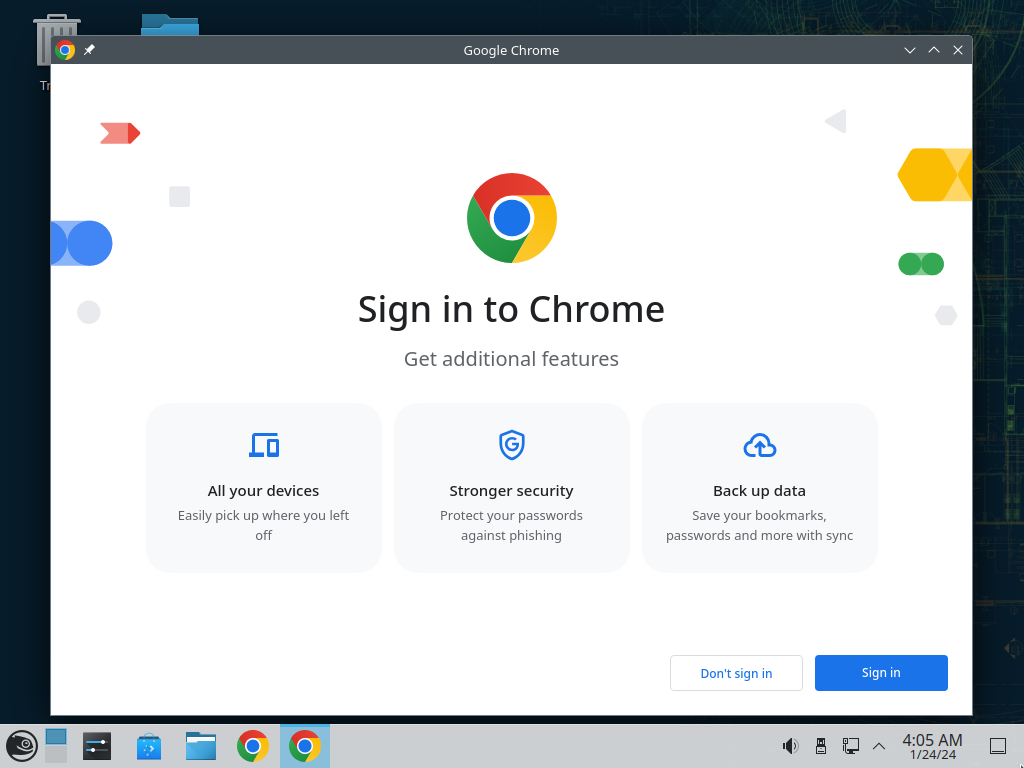 Google Chrome
Tr
Sign in to Chrome
Get additional features
All your devices
Easily pick up where you left
off
Stronger security
Protect your passwords
against phishing
Back up data
Save your bookmarks,
passwords and more with sync
Don't sign in
Sign in
4:05 AM
1/24/24